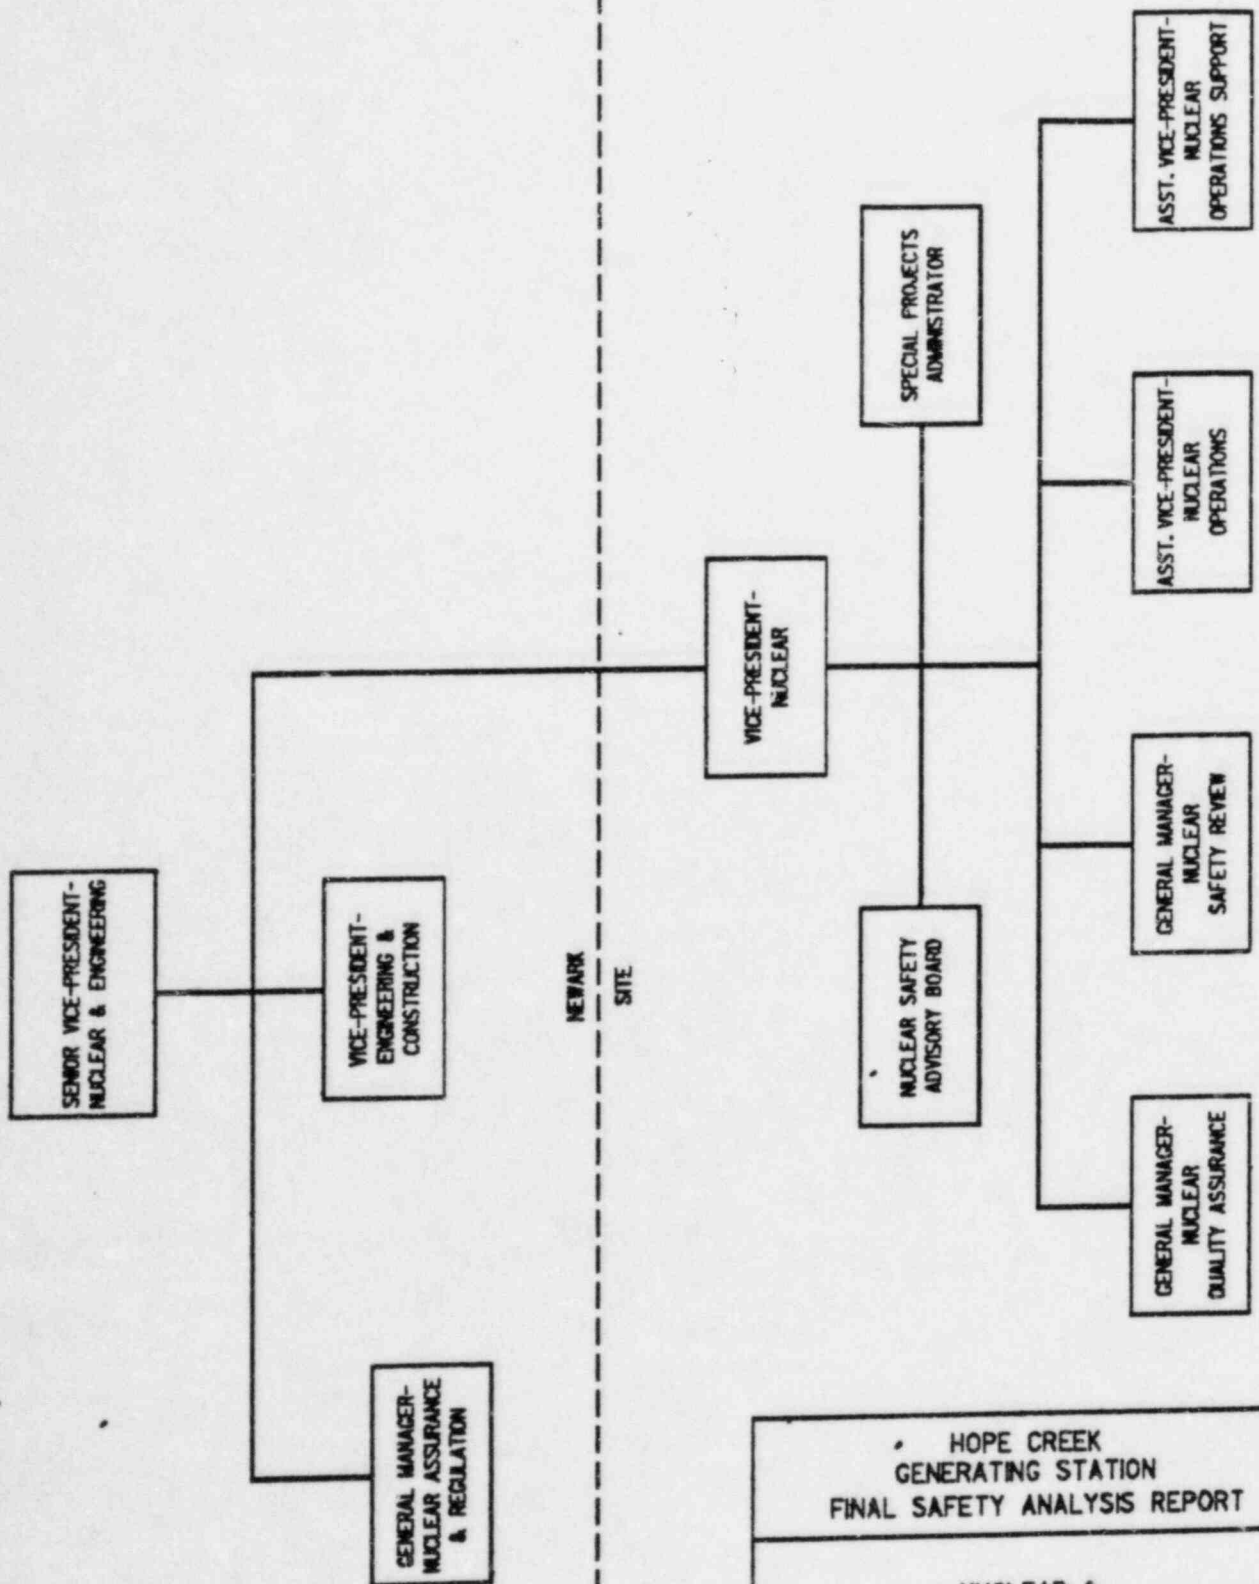 SENIOR VICE-PRESIDENT-
NUCLEAR & ENGINEERING
GENERAL MANAGER-
NUCLEAR ASSURANCE
& REGULATION
VICE-PRESIDENT-
ENGINEERING &
CONSTRUCTION
NEWARK
SITE
VICE-PRESIDENT-
NUCLEAR
NUCLEAR SAFETY
ADVISORY BOARD
SPECIAL PROJECTS
ADMINISTRATOR
GENERAL MANAGER-
NUCLEAR
QUALITY ASSURANCE
GENERAL MANAGER-
NUCLEAR
SAFETY REVIEW
ASST. VICE-PRESIDENT-
NUCLEAR
OPERATIONS
ASST. VICE-PRESIDENT-
NUCLEAR
OPERATIONS SUPPORT
HOPE CREEK
GENERATING STATION
FINAL SAFETY ANALYSIS REPORT